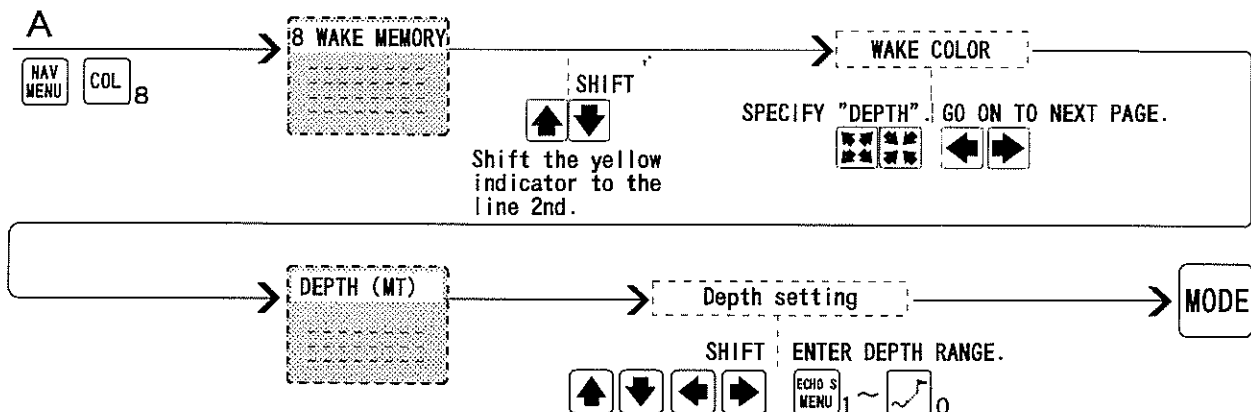 A
NAV
MENU
COL 8
8 WAKE MEMORY
SHIFT
Shift the yellow
indicator to the
line 2nd.
WAKE COLOR
SPECIFY "DEPTH". GO ON TO NEXT PAGE.
DEPTH (MT)
Depth setting
SHIFT
ENTER DEPTH RANGE.
ECHO S
MENU 1 ~ 0
MODE